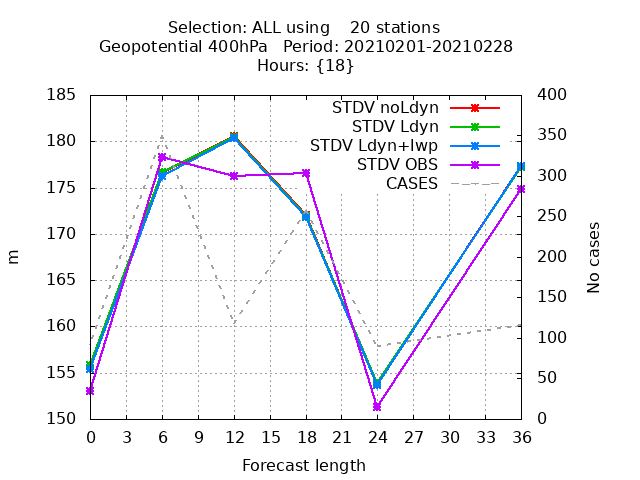 Selection: ALL using    20 stations
Geopotential 400hPa   Period: 20210201-20210228
Hours: {18}
STDV noLdyn
STDV Ldyn
STDV Ldyn+lwp
STDV OBS
CASES
185
180
175
170
165
160
155
150
m
400
350
300
250
200
150
100
50
0
No cases
0 3 6 9 12 15 18 21 24 27 30 33 36
Forecast length